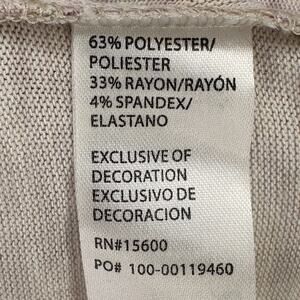 63% POLYESTER/
POLIESTER
33% RAYON/RAYÓN
4% SPANDEX/
ELASTANO
EXCLUSIVE OF
DECORATION
EXCLUSIVO DE
DECORACION
RN#15600
PO# 100-00119460